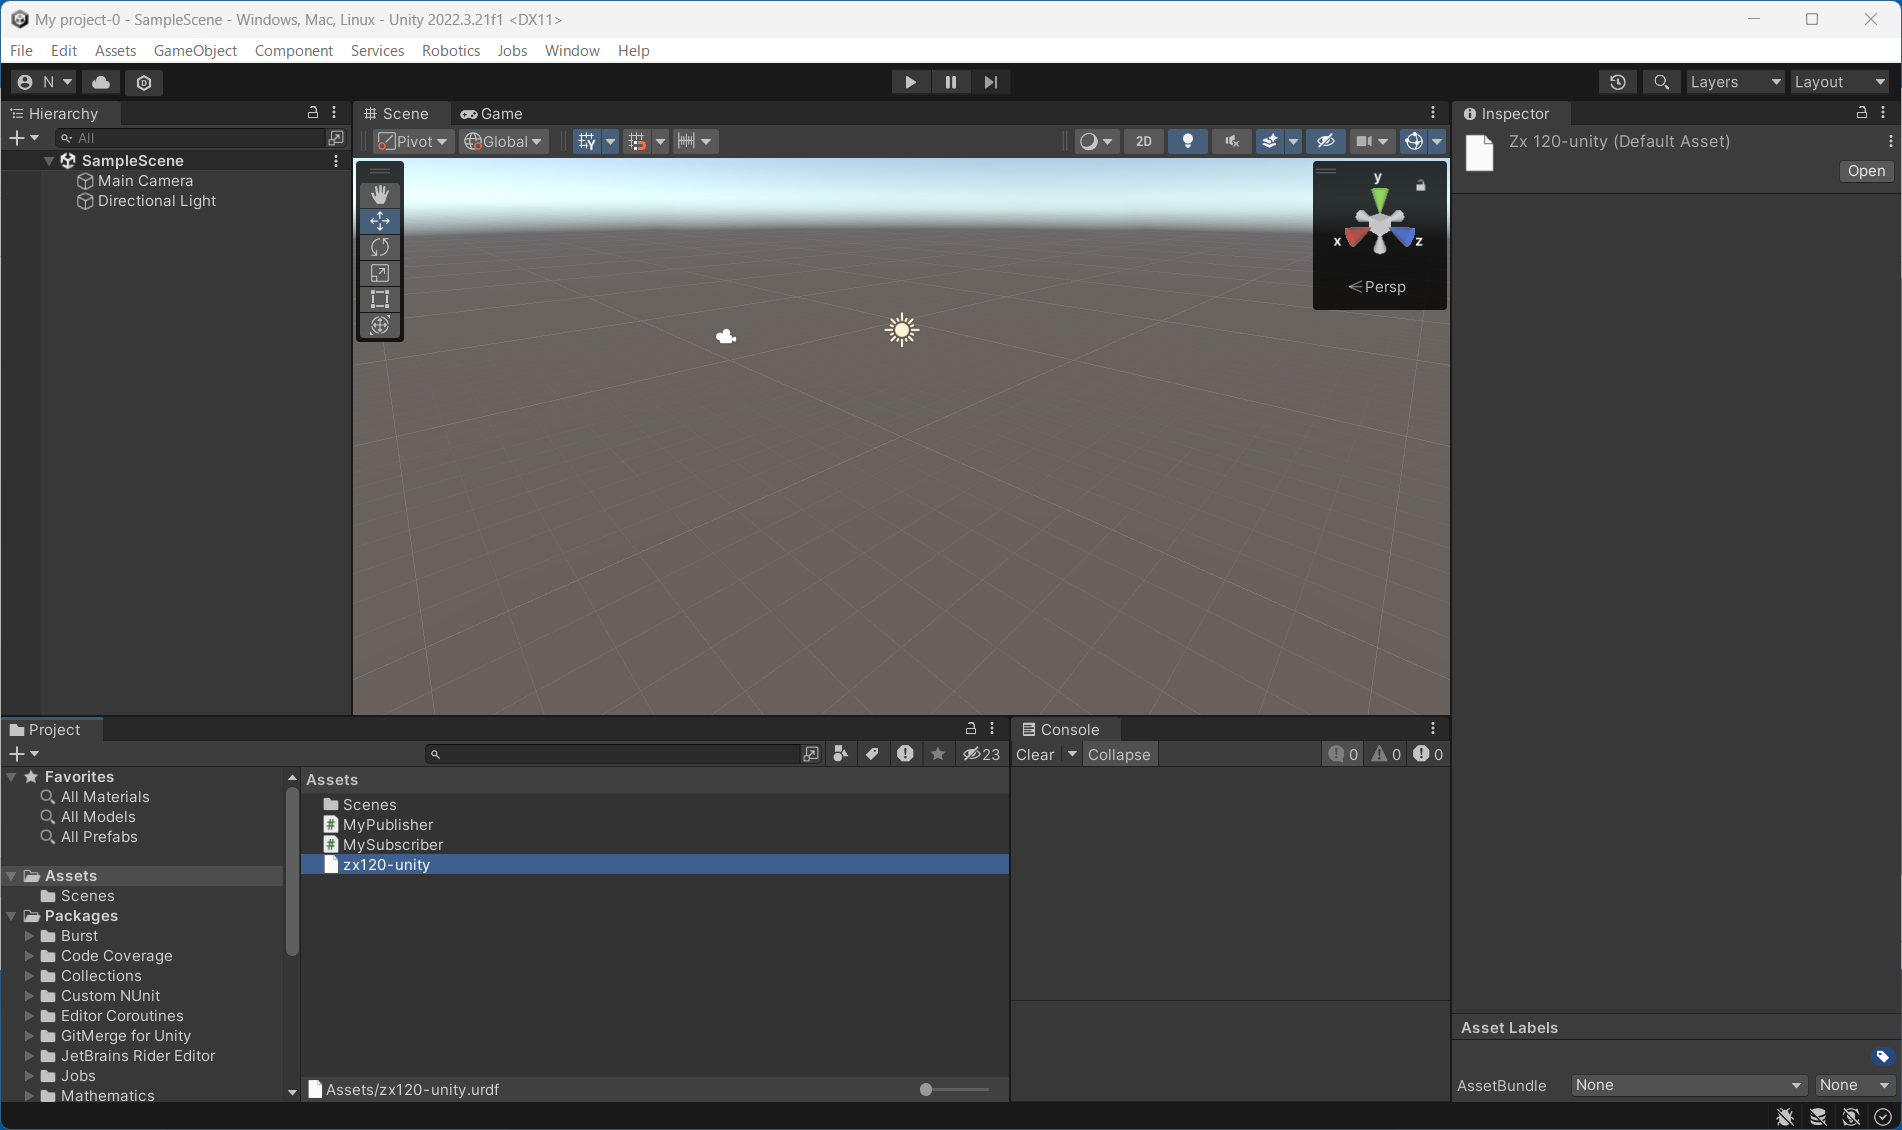 My project-0 - SampleScene - Windows, Mac, Linux - Unity 2022.3.21f1 <DX11>
File Edit Assets GameObject Component Services Robotics Jobs Window Help
N Layers Layout
Hierarchy
All
SampleScene
Main Camera
Directional Light
Scene Game
Pivot Global 2D
y
x z
Persp
Inspector
Zx 120-unity (Default Asset)
Open
Project
23
Favorites
All Materials
All Models
All Prefabs
Assets
Scenes
Packages
Burst
Code Coverage
Collections
Custom NUnit
Editor Coroutines
GitMerge for Unity
JetBrains Rider Editor
Jobs
Mathematics
Assets
Scenes
MyPublisher
MySubscriber
zx120-unity
Assets/zx120-unity.urdf
Console
Clear Collapse 0 0 0
Asset Labels
AssetBundle None None